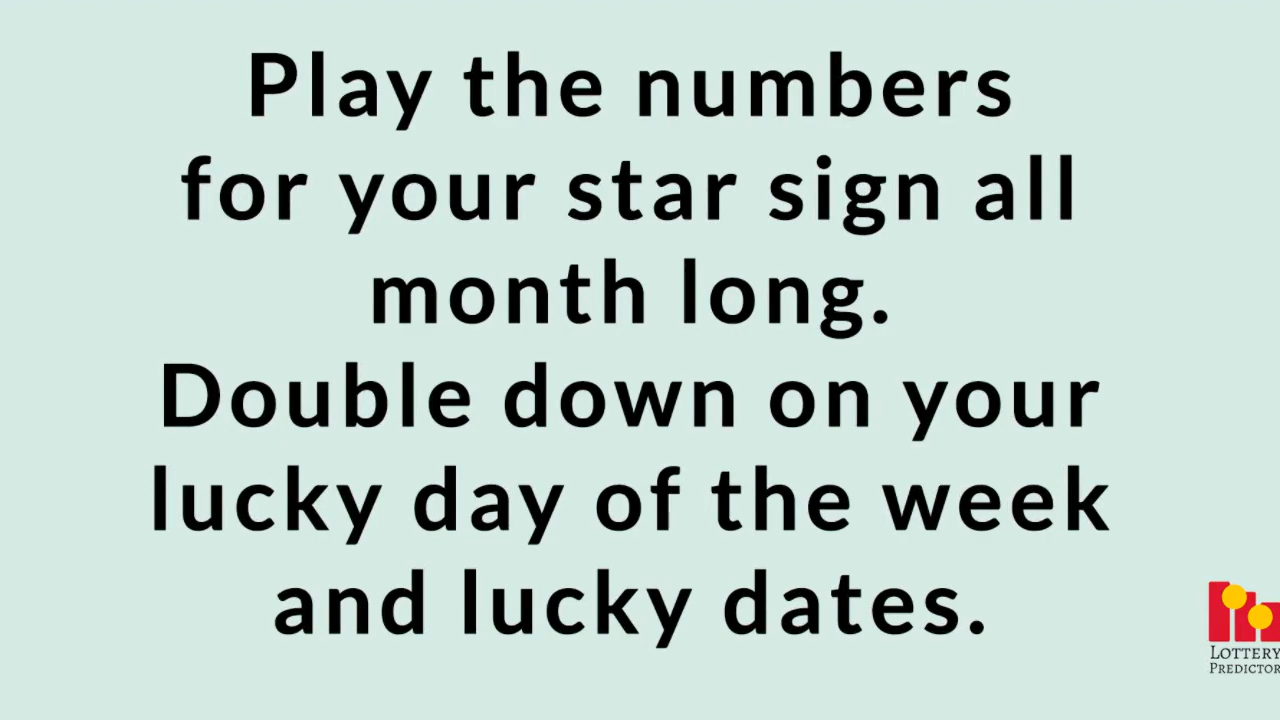 Play the numbers
for your star sign all
month long.
Double down on your
lucky day of the week
and lucky dates.
LOTTERY
PREDICTOR